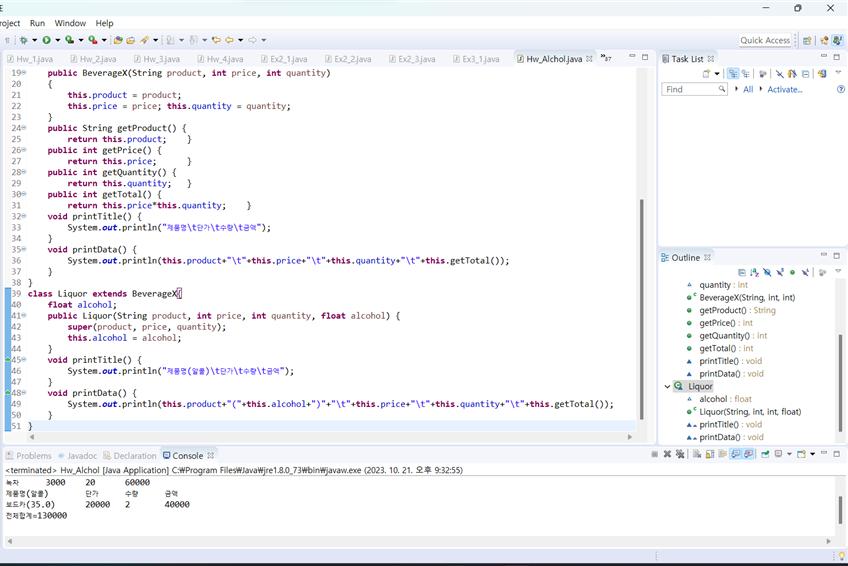 E
roject Run Window Help
Quick Access
Hw_1.java Hw_2.java Hw_3.java Hw_4.java Ex2_1.java Ex2_2.java Ex2_3.java Ex3_1.java Hw_Alchol.java »37
19 public BeverageX(String product, int price, int quantity)
20 {
21 this.product = product;
22 this.price = price; this.quantity = quantity;
23 }
24 public String getProduct() {
25 return this.product; }
26 public int getPrice() {
27 return this.price; }
28 public int getQuantity() {
29 return this.quantity; }
30 public int getTotal() {
31 return this.price*this.quantity; }
32 void printTitle() {
33 System.out.println("제품명\t단가\t수량\t금액");
34 }
35 void printData() {
36 System.out.println(this.product+"\t"+this.price+"\t"+this.quantity+"\t"+this.getTotal());
37 }
38 }
39 class Liquor extends BeverageX{
40 float alcohol;
41 public Liquor(String product, int price, int quantity, float alcohol) {
42 super(product, price, quantity);
43 this.alcohol = alcohol;
44 }
45 void printTitle() {
46 System.out.println("제품명(알콜)\t단가\t수량\t금액");
47 }
48 void printData() {
49 System.out.println(this.product+"("+this.alcohol+")"+"\t"+this.price+"\t"+this.quantity+"\t"+this.getTotal());
50 }
51 }
Task List
Find All Activate...
Outline
quantity : int
BeverageX(String, int, int)
getProduct() : String
getPrice() : int
getQuantity() : int
getTotal() : int
printTitle() : void
printData() : void
Liquor
alcohol : float
Liquor(String, int, int, float)
printTitle() : void
printData() : void
Problems Javadoc Declaration Console
<terminated> Hw_Alchol [Java Application] C:₩Program Files₩Java₩jre1.8.0_73₩bin₩javaw.exe (2023. 10. 21. 오후 9:32:55)
녹차 3000 20 60000
제품명(알콜) 단가 수량 금액
보드카(35.0) 20000 2 40000
전체합계=130000